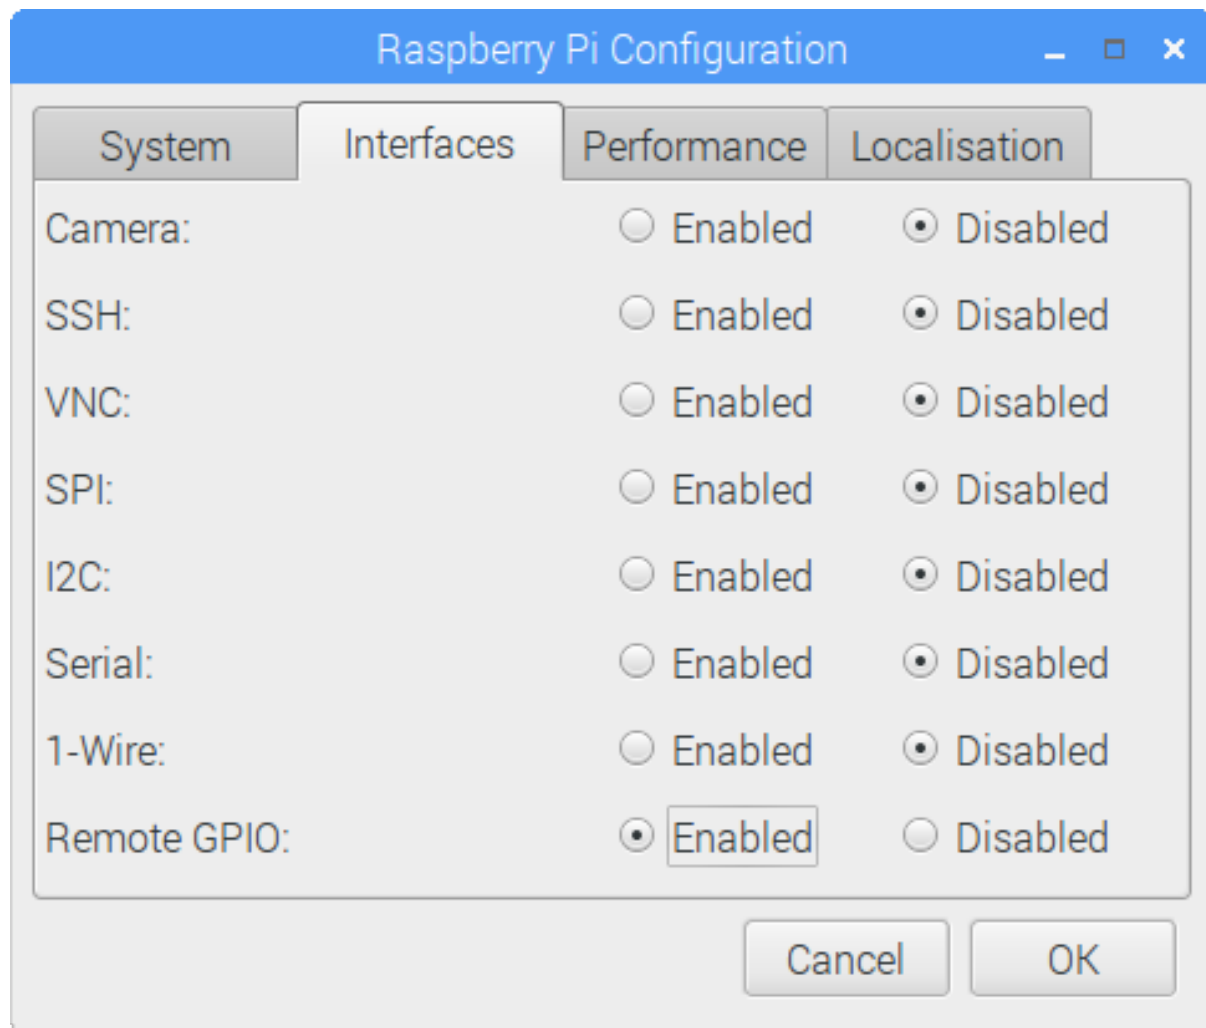 Raspberry Pi Configuration
System Interfaces Performance Localisation
Camera: Enabled Disabled
SSH: Enabled Disabled
VNC: Enabled Disabled
SPI: Enabled Disabled
I2C: Enabled Disabled
Serial: Enabled Disabled
1-Wire: Enabled Disabled
Remote GPIO: Enabled Disabled
Cancel OK